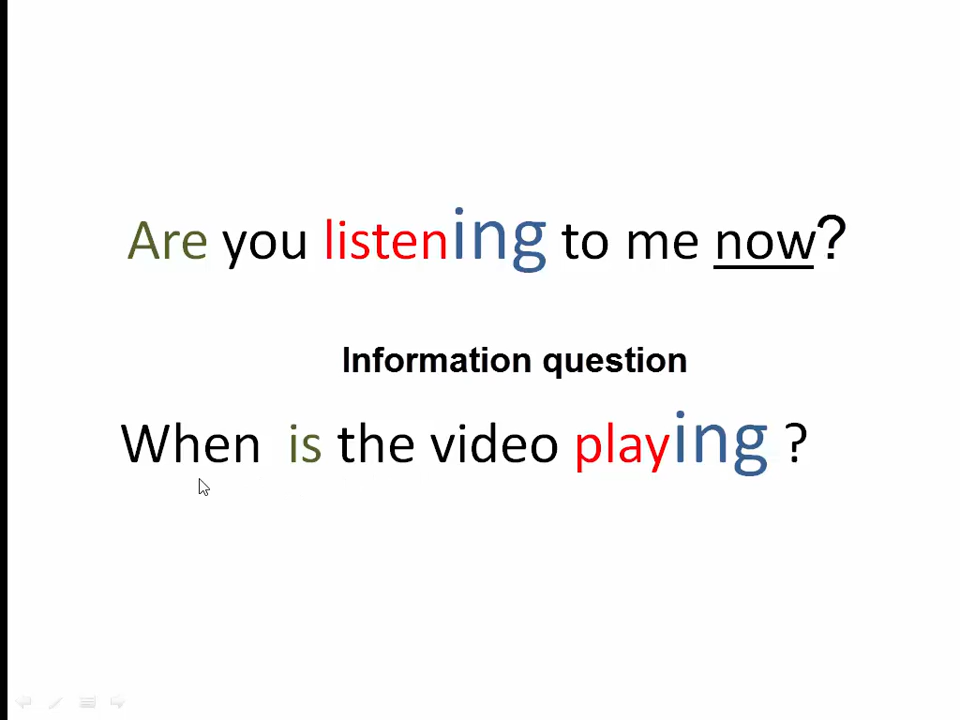 Are you listening to me now?
Information question
When is the video playing ?